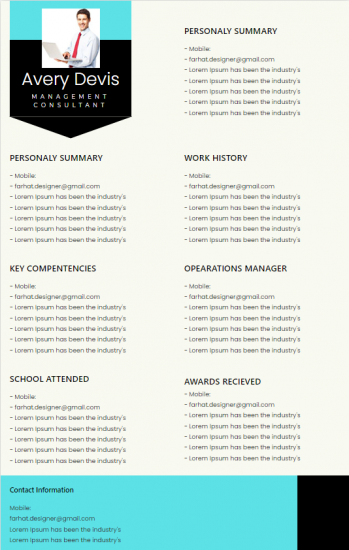 Avery Devis
MANAGEMENT
CONSULTANT
PERSONALY SUMMARY
- Mobile:
- farhat.designer@gmail.com
- Lorem Ipsum has been the industry's
- Lorem Ipsum has been the industry's
- Lorem Ipsum has been the industry's
- Lorem Ipsum has been the industry's
- Lorem Ipsum has been the industry's
PERSONALY SUMMARY
- Mobile:
- farhat.designer@gmail.com
- Lorem Ipsum has been the industry's
- Lorem Ipsum has been the industry's
- Lorem Ipsum has been the industry's
- Lorem Ipsum has been the industry's
- Lorem Ipsum has been the industry's
WORK HISTORY
- Mobile:
- farhat.designer@gmail.com
- Lorem Ipsum has been the industry's
- Lorem Ipsum has been the industry's
- Lorem Ipsum has been the industry's
- Lorem Ipsum has been the industry's
- Lorem Ipsum has been the industry's
KEY COMPENTENCIES
- Mobile:
- farhat.designer@gmail.com
- Lorem Ipsum has been the industry's
- Lorem Ipsum has been the industry's
- Lorem Ipsum has been the industry's
- Lorem Ipsum has been the industry's
- Lorem Ipsum has been the industry's
OPEARATIONS MANAGER
- Mobile:
- farhat.designer@gmail.com
- Lorem Ipsum has been the industry's
- Lorem Ipsum has been the industry's
- Lorem Ipsum has been the industry's
- Lorem Ipsum has been the industry's
- Lorem Ipsum has been the industry's
SCHOOL ATTENDED
- Mobile:
- farhat.designer@gmail.com
- Lorem Ipsum has been the industry's
- Lorem Ipsum has been the industry's
- Lorem Ipsum has been the industry's
- Lorem Ipsum has been the industry's
- Lorem Ipsum has been the industry's
AWARDS RECIEVED
- Mobile:
- farhat.designer@gmail.com
- Lorem Ipsum has been the industry's
- Lorem Ipsum has been the industry's
- Lorem Ipsum has been the industry's
- Lorem Ipsum has been the industry's
- Lorem Ipsum has been the industry's
Contact Information
Mobile:
farhat.designer@gmail.com
Lorem Ipsum has been the industry's
Lorem Ipsum has been the industry's